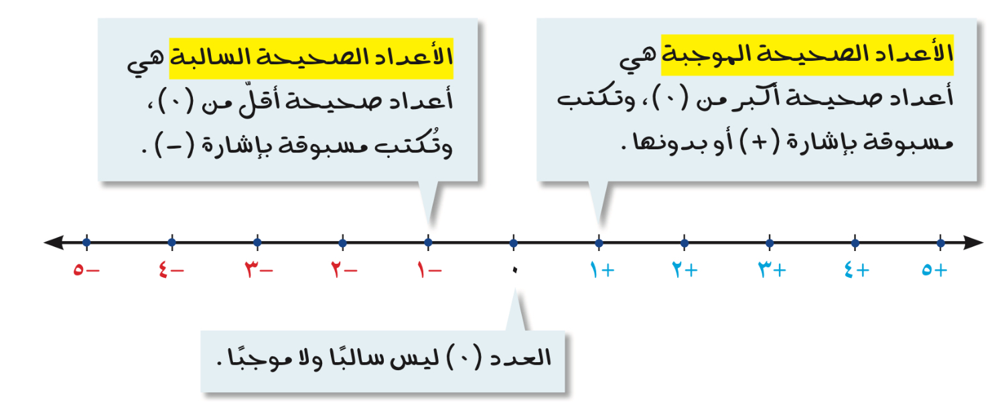 الأعداد الصحيحة الموجبة هي
أعداد صحيحة أكبر من (٠)، وتكتب
مسبوقة بإشارة (+) أو بدونها .
الأعداد الصحيحة السالبة هي
أعداد صحيحة أقلّ من (٠)،
وتُكتب مسبوقة بإشارة (−) .
٥− ٤− ٣− ٢− ١− ٠ ١+ ٢+ ٣+ ٤+ ٥+
العدد (٠) ليس سالبًا ولا موجبًا .